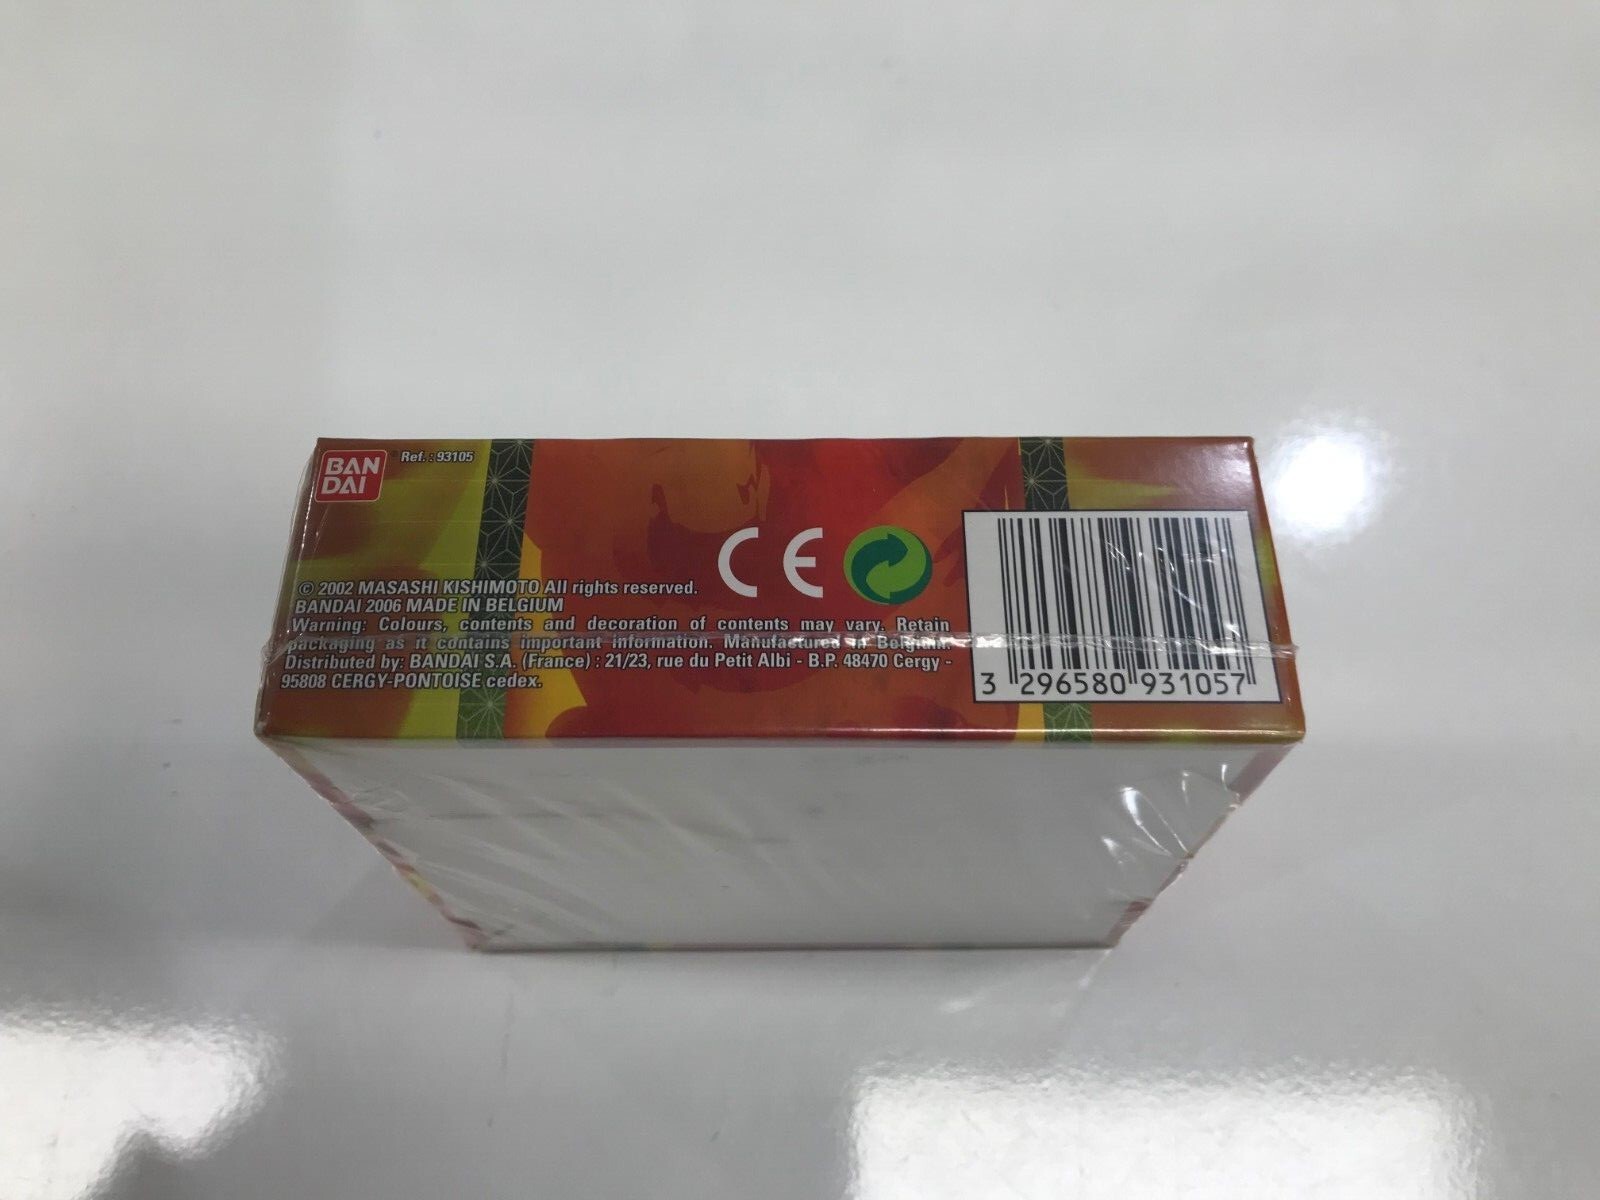 BAN
DAI
Ref. : 93105
CE
© 2002 MASASHI KISHIMOTO All rights reserved.
BANDAI 2006 MADE IN BELGIUM
Warning: Colours, contents and decoration of contents may vary. Retain
packaging as it contains important information. Manufactured in Belgium.
Distributed by: BANDAI S.A. (France) : 21/23, rue du Petit Albi - B.P. 48470 Cergy -
95808 CERGY-PONTOISE cedex.
3 296580 931057